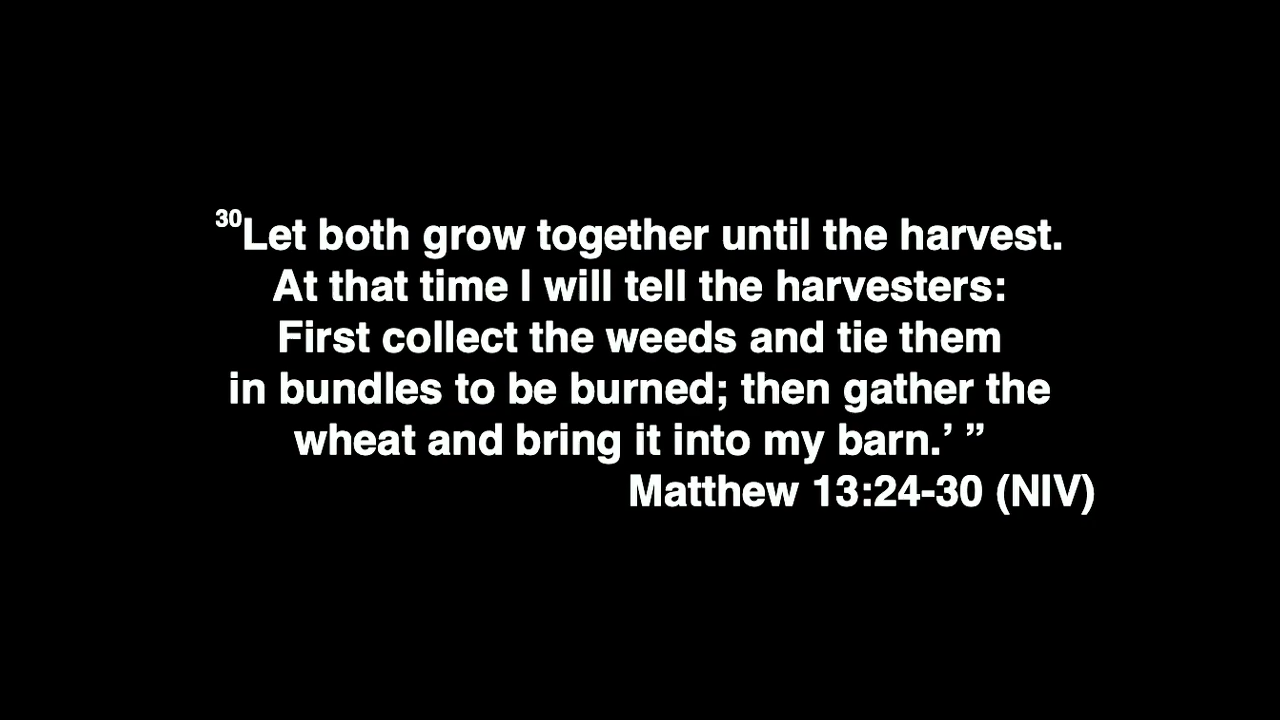 30Let both grow together until the harvest.
At that time I will tell the harvesters:
First collect the weeds and tie them
in bundles to be burned; then gather the
wheat and bring it into my barn.’ ”
Matthew 13:24-30 (NIV)